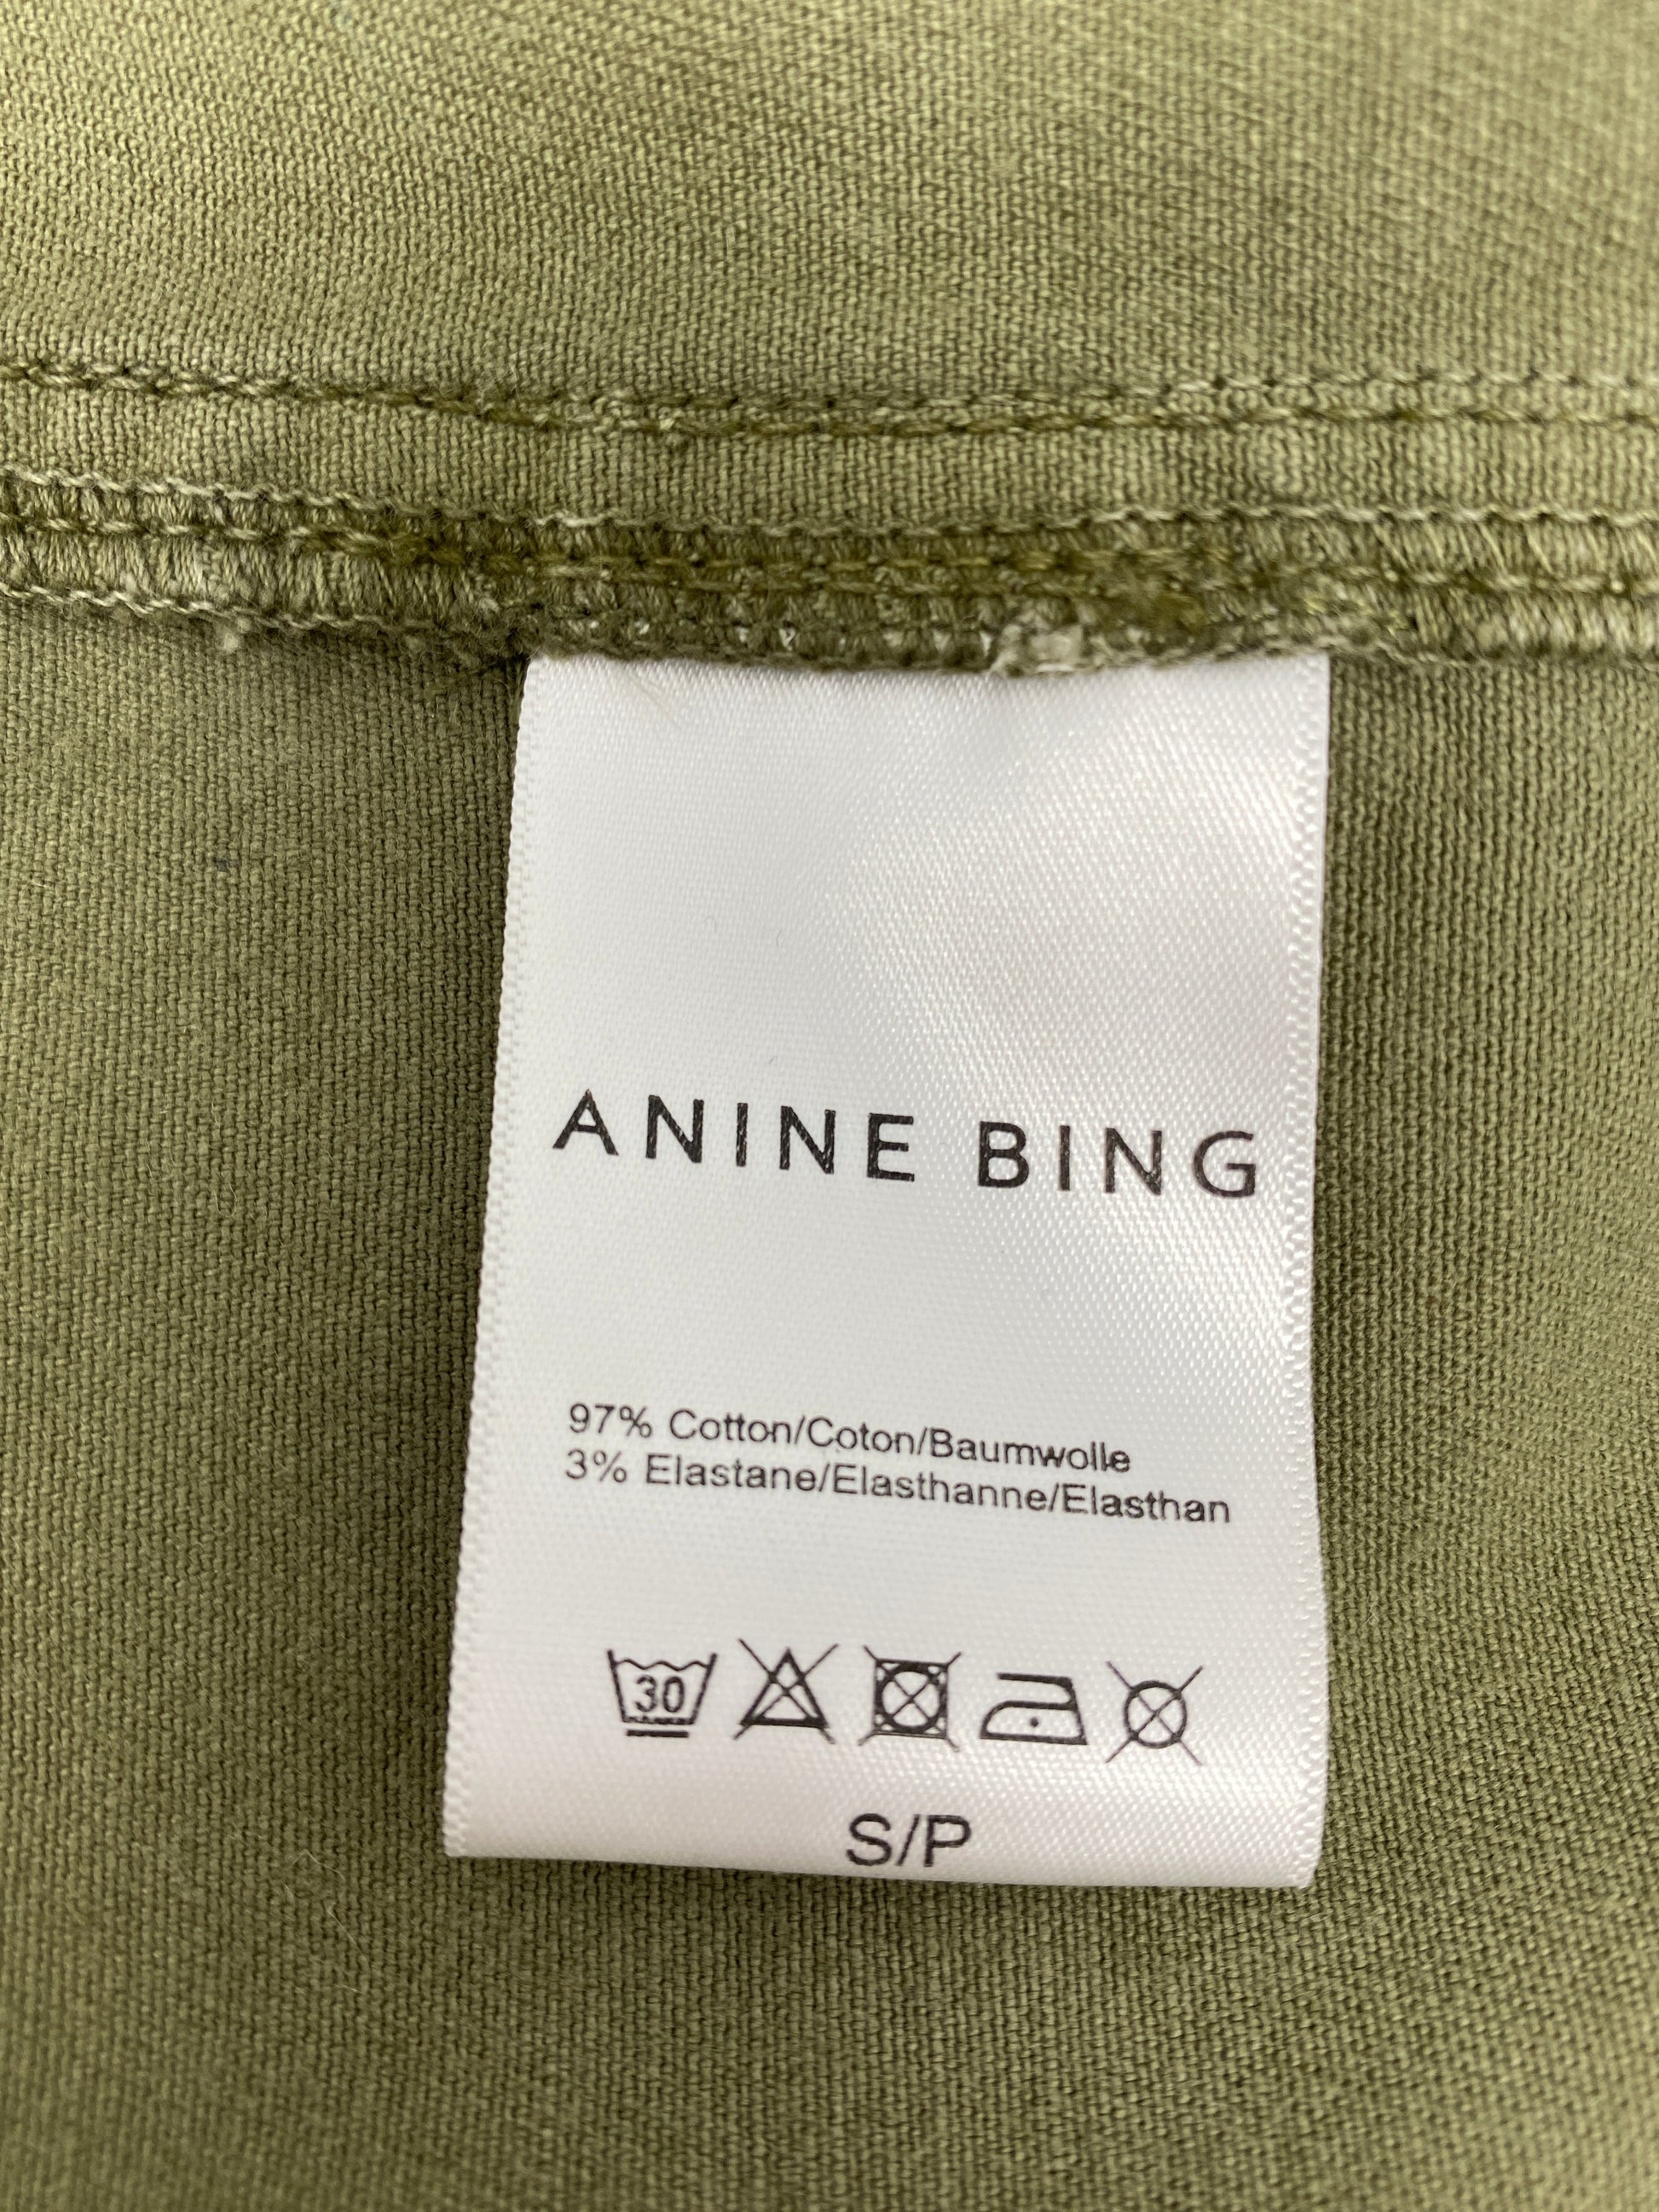 ANINE BING
97% Cotton/Coton/Baumwolle
3% Elastane/Elasthanne/Elasthan
30
S/P